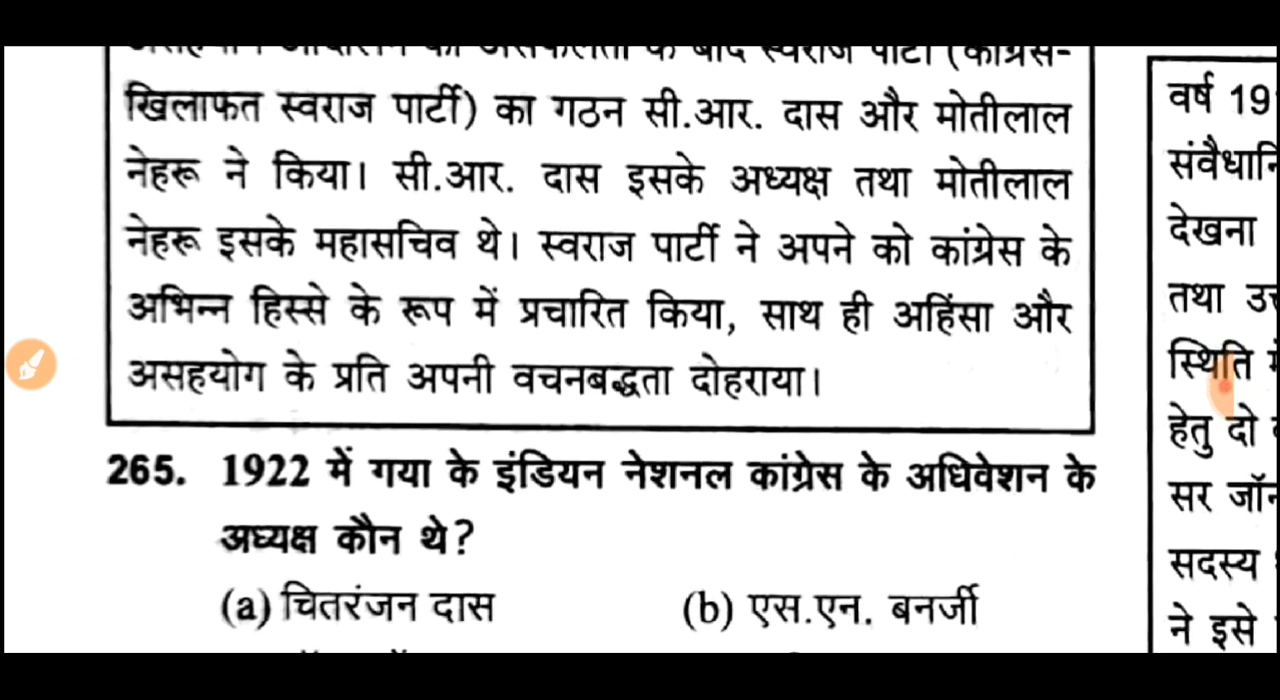 के बाद स्वराज पार्टी (कांग्रेस-
खिलाफत स्वराज पार्टी) का गठन सी.आर. दास और मोतीलाल
नेहरू ने किया। सी.आर. दास इसके अध्यक्ष तथा मोतीलाल
नेहरू इसके महासचिव थे। स्वराज पार्टी ने अपने को कांग्रेस के
अभिन्न हिस्से के रूप में प्रचारित किया, साथ ही अहिंसा और
असहयोग के प्रति अपनी वचनबद्धता दोहराया।
265. 1922 में गया के इंडियन नेशनल कांग्रेस के अधिवेशन के
अध्यक्ष कौन थे?
(a) चितरंजन दास (b) एस.एन. बनर्जी
वर्ष 19
संवैधानि
देखना
तथा
स्थिति
हेतु दो
सर
सदस्य
ने इसे